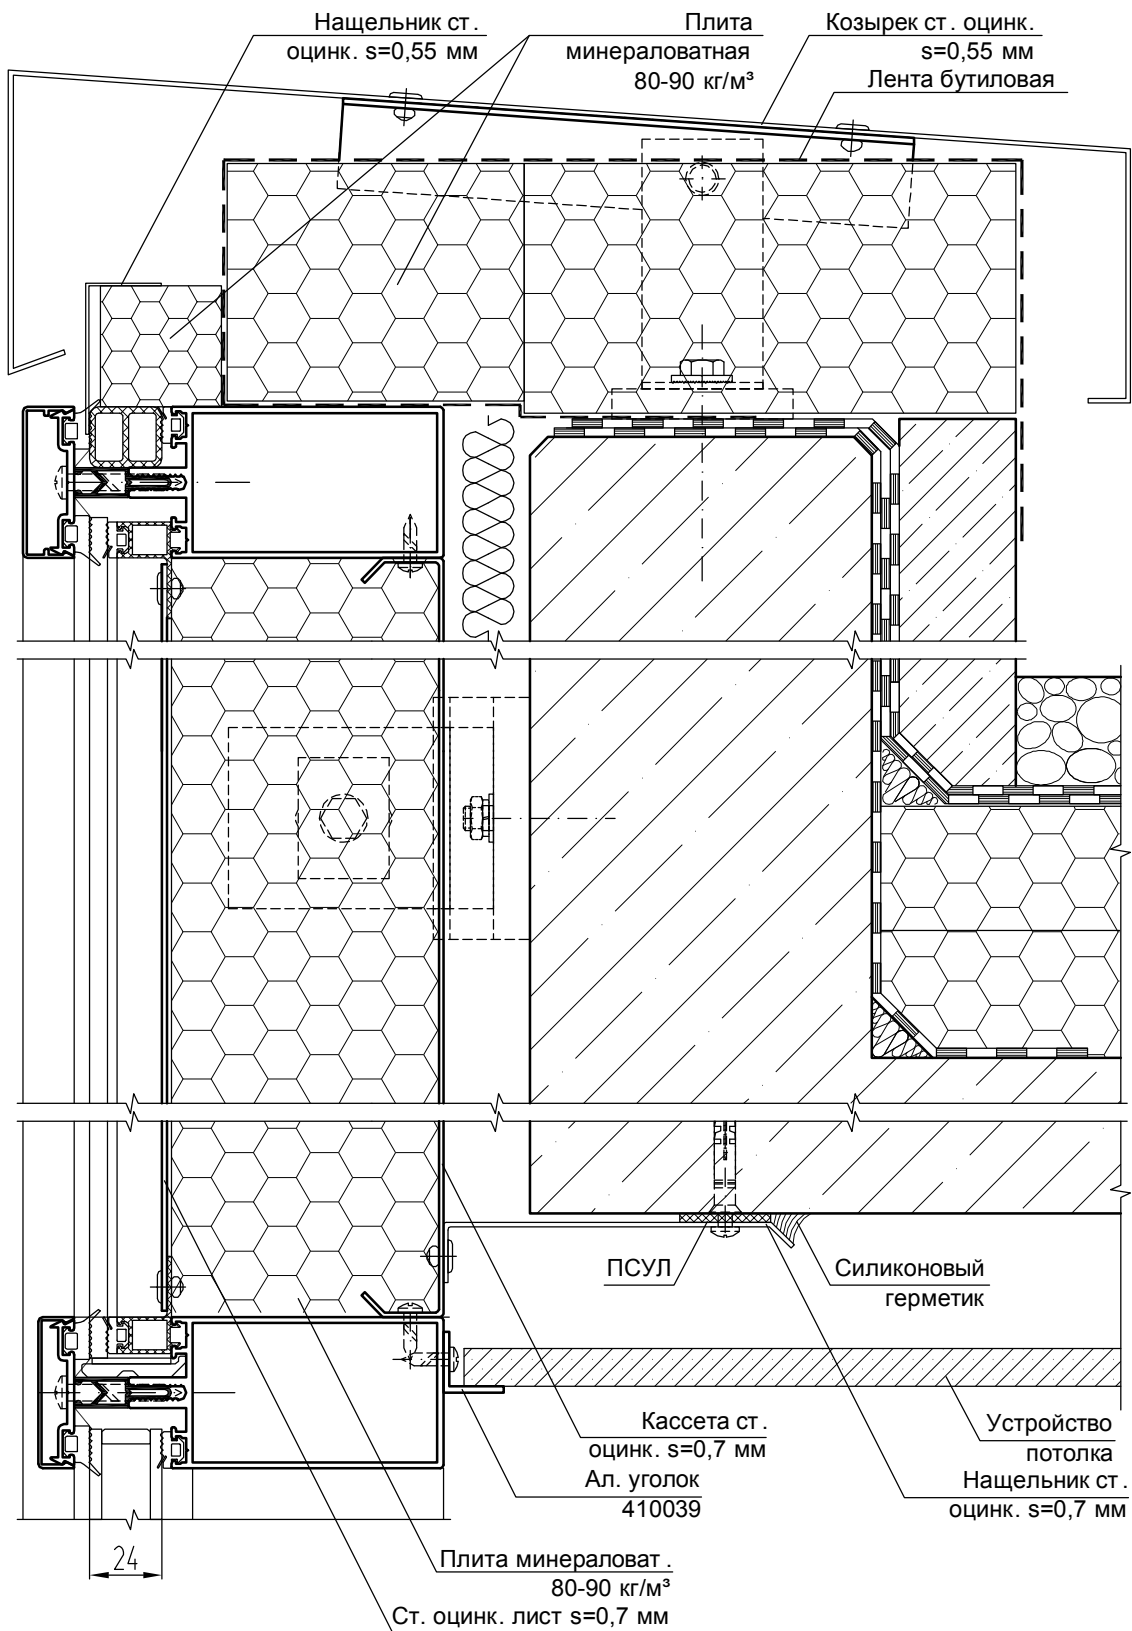 Нащельник ст.
оцинк. s=0,55 мм
Плита
минераловатная
80-90 кг/м³
Козырек ст. оцинк.
s=0,55 мм
Лента бутиловая
ПСУЛ
Силиконовый
герметик
Кассета ст.
оцинк. s=0,7 мм
Ал. уголок
410039
Устройство
потолка
Нащельник ст.
оцинк. s=0,7 мм
24
Плита минераловат.
80-90 кг/м³
Ст. оцинк. лист s=0,7 мм